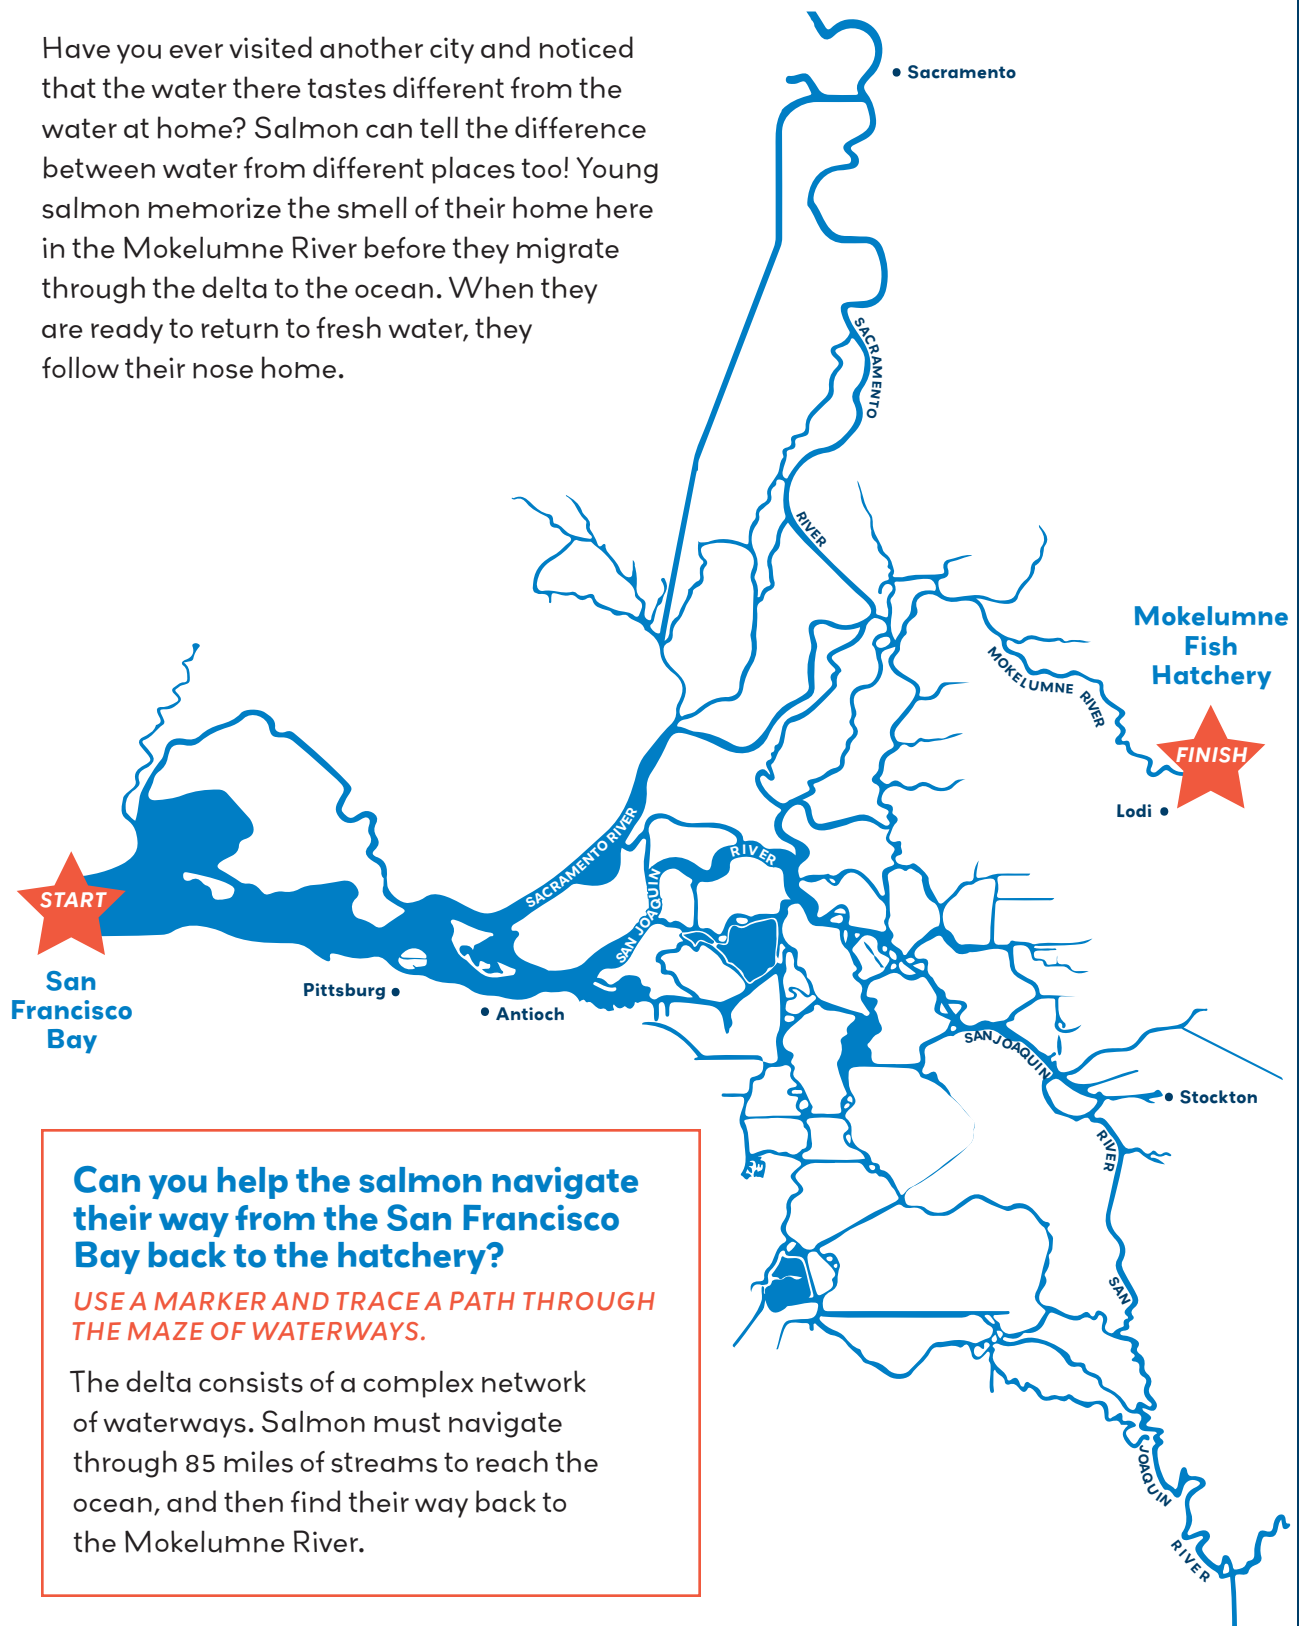 Have you ever visited another city and noticed
that the water there tastes different from the
water at home? Salmon can tell the difference
between water from different places too! Young
salmon memorize the smell of their home here
in the Mokelumne River before they migrate
through the delta to the ocean. When they
are ready to return to fresh water, they
follow their nose home.
Sacramento
SACRAMENTO
RIVER
Mokelumne
Fish
Hatchery
MOKELUMNE RIVER
FINISH
Lodi
SACRAMENTO RIVER
SAN JOAQUIN
RIVER
START
San
Francisco
Bay
Pittsburg
Antioch
SAN JOAQUIN
RIVER
Stockton
SAN
JOAQUIN
RIVER
Can you help the salmon navigate
their way from the San Francisco
Bay back to the hatchery?
USE A MARKER AND TRACE A PATH THROUGH
THE MAZE OF WATERWAYS.
The delta consists of a complex network
of waterways. Salmon must navigate
through 85 miles of streams to reach the
ocean, and then find their way back to
the Mokelumne River.